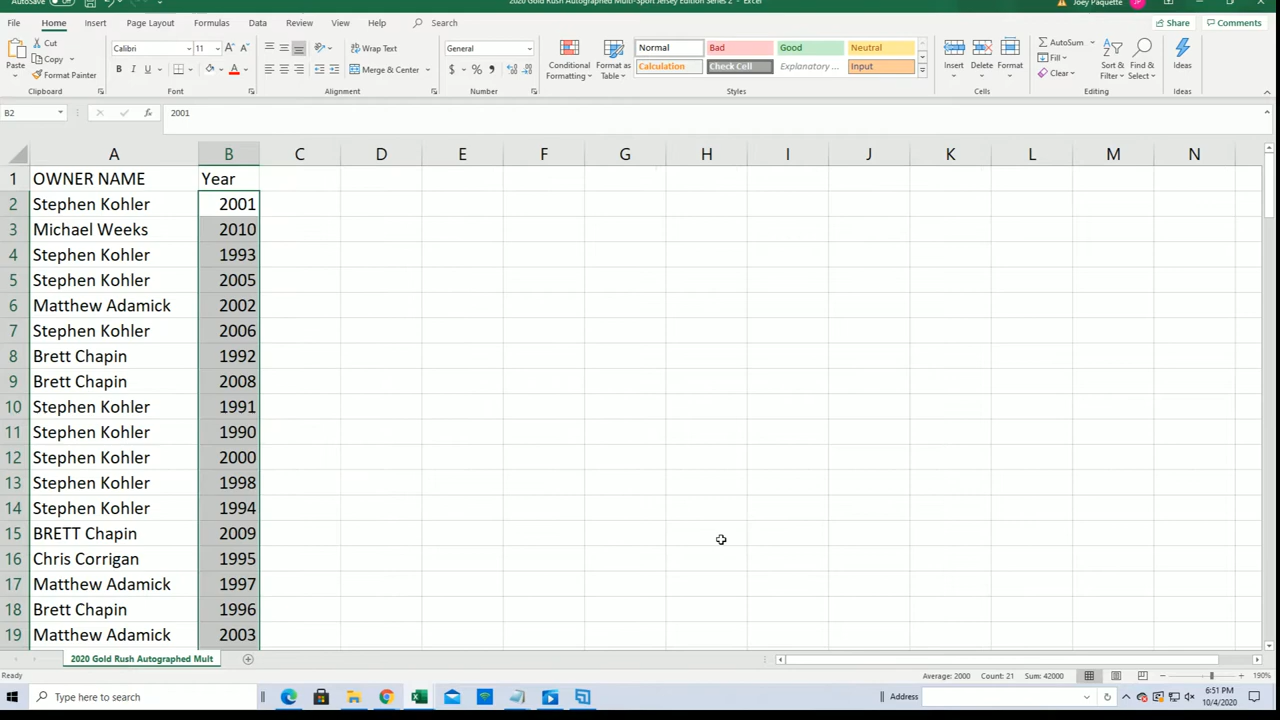 AutoSave
2020 Gold Rush Autographed Multi-Sport Jersey Edition Series 2 - Excel
Joey Paquette
JP
File Home Insert Page Layout Formulas Data Review View Help Search
Share Comments
Paste
Cut
Copy
Format Painter
Clipboard
Calibri 11
B I U
Font
Wrap Text
Merge & Center
Alignment
General
$ % ,
Number
Conditional Formatting
Format as Table
Normal Bad Good Neutral
Calculation Check Cell Explanatory ... Input
Styles
Insert Delete Format
Cells
AutoSum
Fill
Clear
Sort & Filter
Find & Select
Editing
Ideas
Ideas
B2 fx 2001
A B C D E F G H I J K L M N
1 OWNER NAME Year
2 Stephen Kohler 2001
3 Michael Weeks 2010
4 Stephen Kohler 1993
5 Stephen Kohler 2005
6 Matthew Adamick 2002
7 Stephen Kohler 2006
8 Brett Chapin 1992
9 Brett Chapin 2008
10 Stephen Kohler 1991
11 Stephen Kohler 1990
12 Stephen Kohler 2000
13 Stephen Kohler 1998
14 Stephen Kohler 1994
15 BRETT Chapin 2009
16 Chris Corrigan 1995
17 Matthew Adamick 1997
18 Brett Chapin 1996
19 Matthew Adamick 2003
2020 Gold Rush Autographed Mult
Ready
Average: 2000 Count: 21 Sum: 42000
190%
Type here to search
Address
6:51 PM
10/4/2020